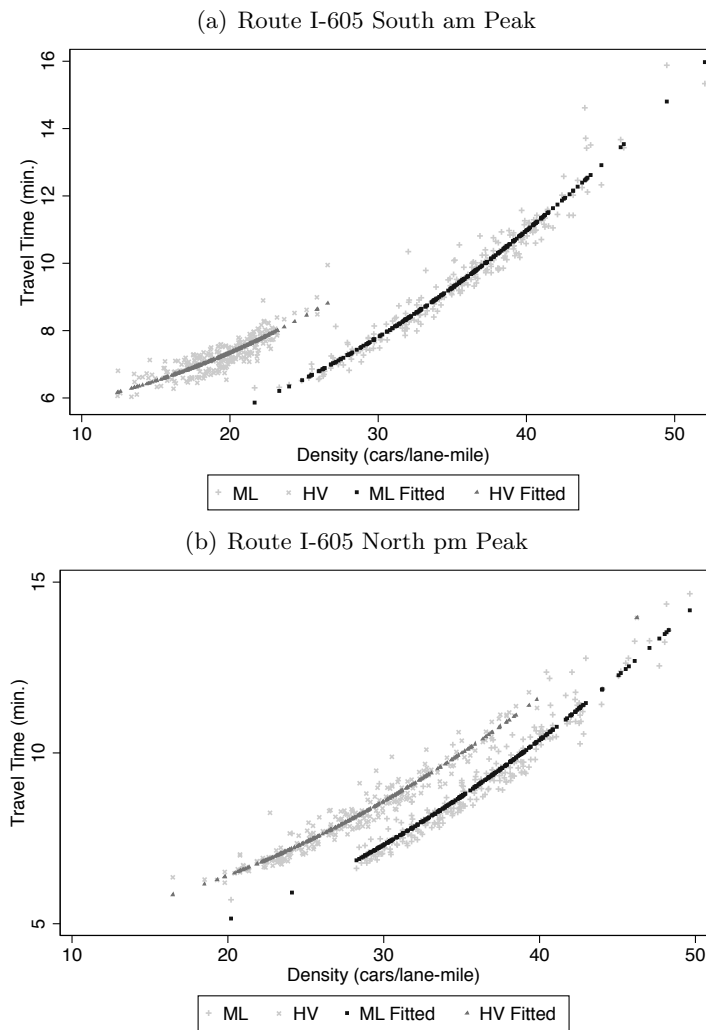 (a) Route I-605 South am Peak
16
14
12
10
8
6
Travel Time (min.)
10 20 30 40 50
Density (cars/lane-mile)
ML HV ML Fitted HV Fitted
(b) Route I-605 North pm Peak
15
10
5
Travel Time (min.)
10 20 30 40 50
Density (cars/lane-mile)
ML HV ML Fitted HV Fitted